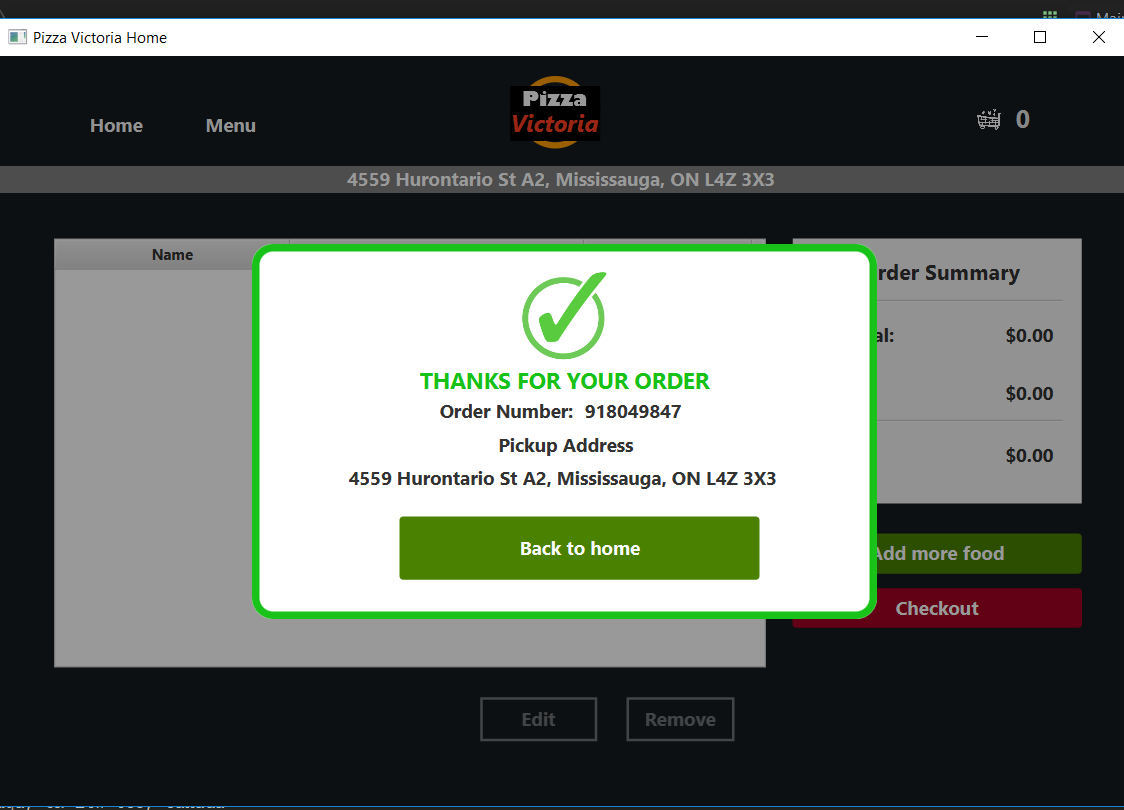 Pizza Victoria Home
Home
Menu
Pizza
Victoria
0
4559 Hurontario St A2, Mississauga, ON L4Z 3X3
Name
rder Summary
al:
$0.00
$0.00
$0.00
THANKS FOR YOUR ORDER
Order Number: 918049847
Pickup Address
4559 Hurontario St A2, Mississauga, ON L4Z 3X3
Back to home
Add more food
Checkout
Edit
Remove